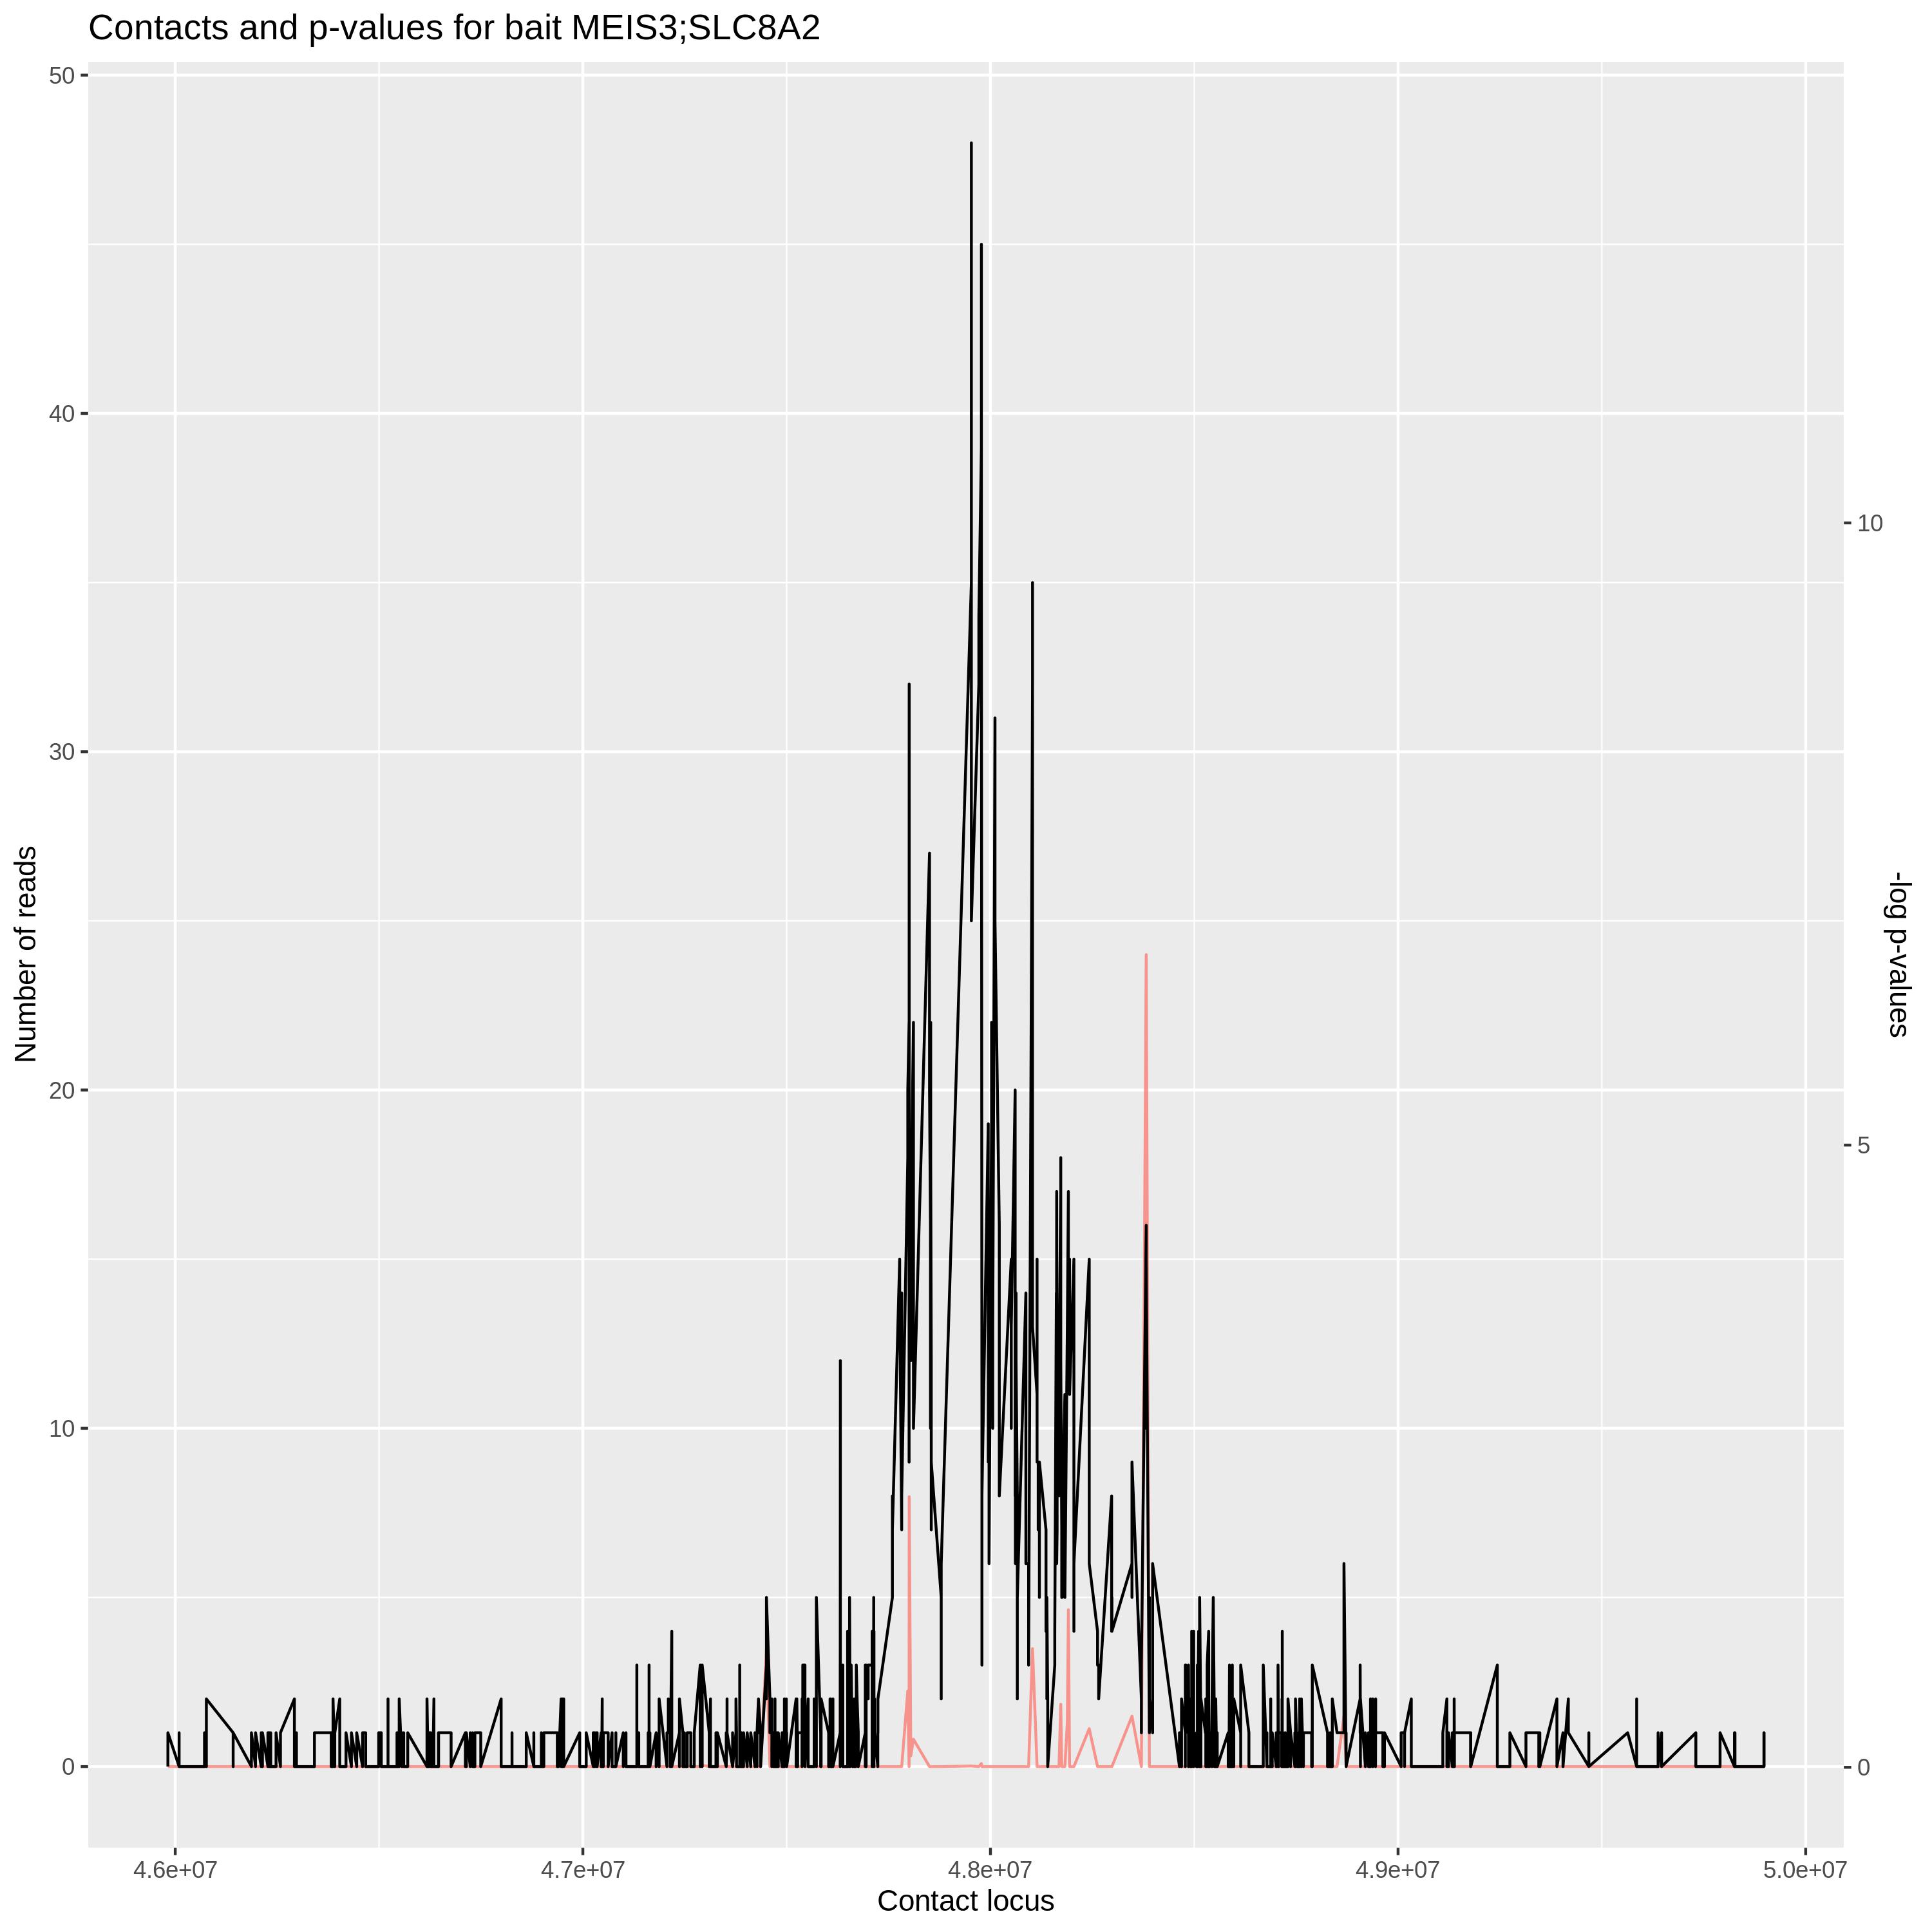 Contacts and p-values for bait MEIS3;SLC8A2
50
40
30
20
10
0
Number of reads
10
5
0
-log p-values
4.6e+07 4.7e+07 4.8e+07 4.9e+07 5.0e+07
Contact locus